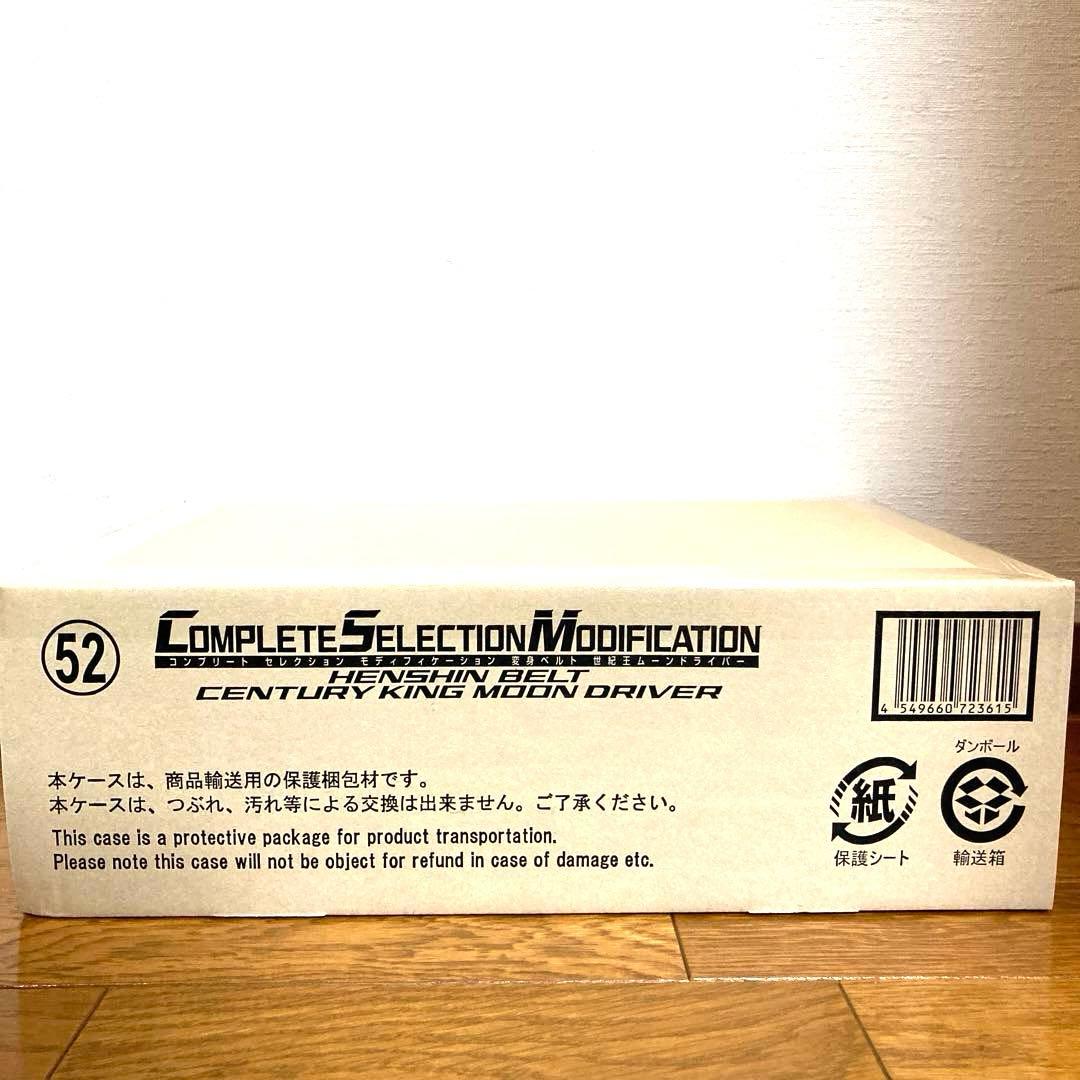 52
COMPLETE SELECTION MODIFICATION
コンプリート セレクション モディフィケーション 変身ベルト 世紀王ムーンドライバー
HENSHIN BELT
CENTURY KING MOON DRIVER
4 549660 723615
本ケースは、商品輸送用の保護梱包材です。
本ケースは、つぶれ、汚れ等による交換は出来ません。ご了承ください。
This case is a protective package for product transportation.
Please note this case will not be object for refund in case of damage etc.
紙
保護シート
ダンボール
輸送箱